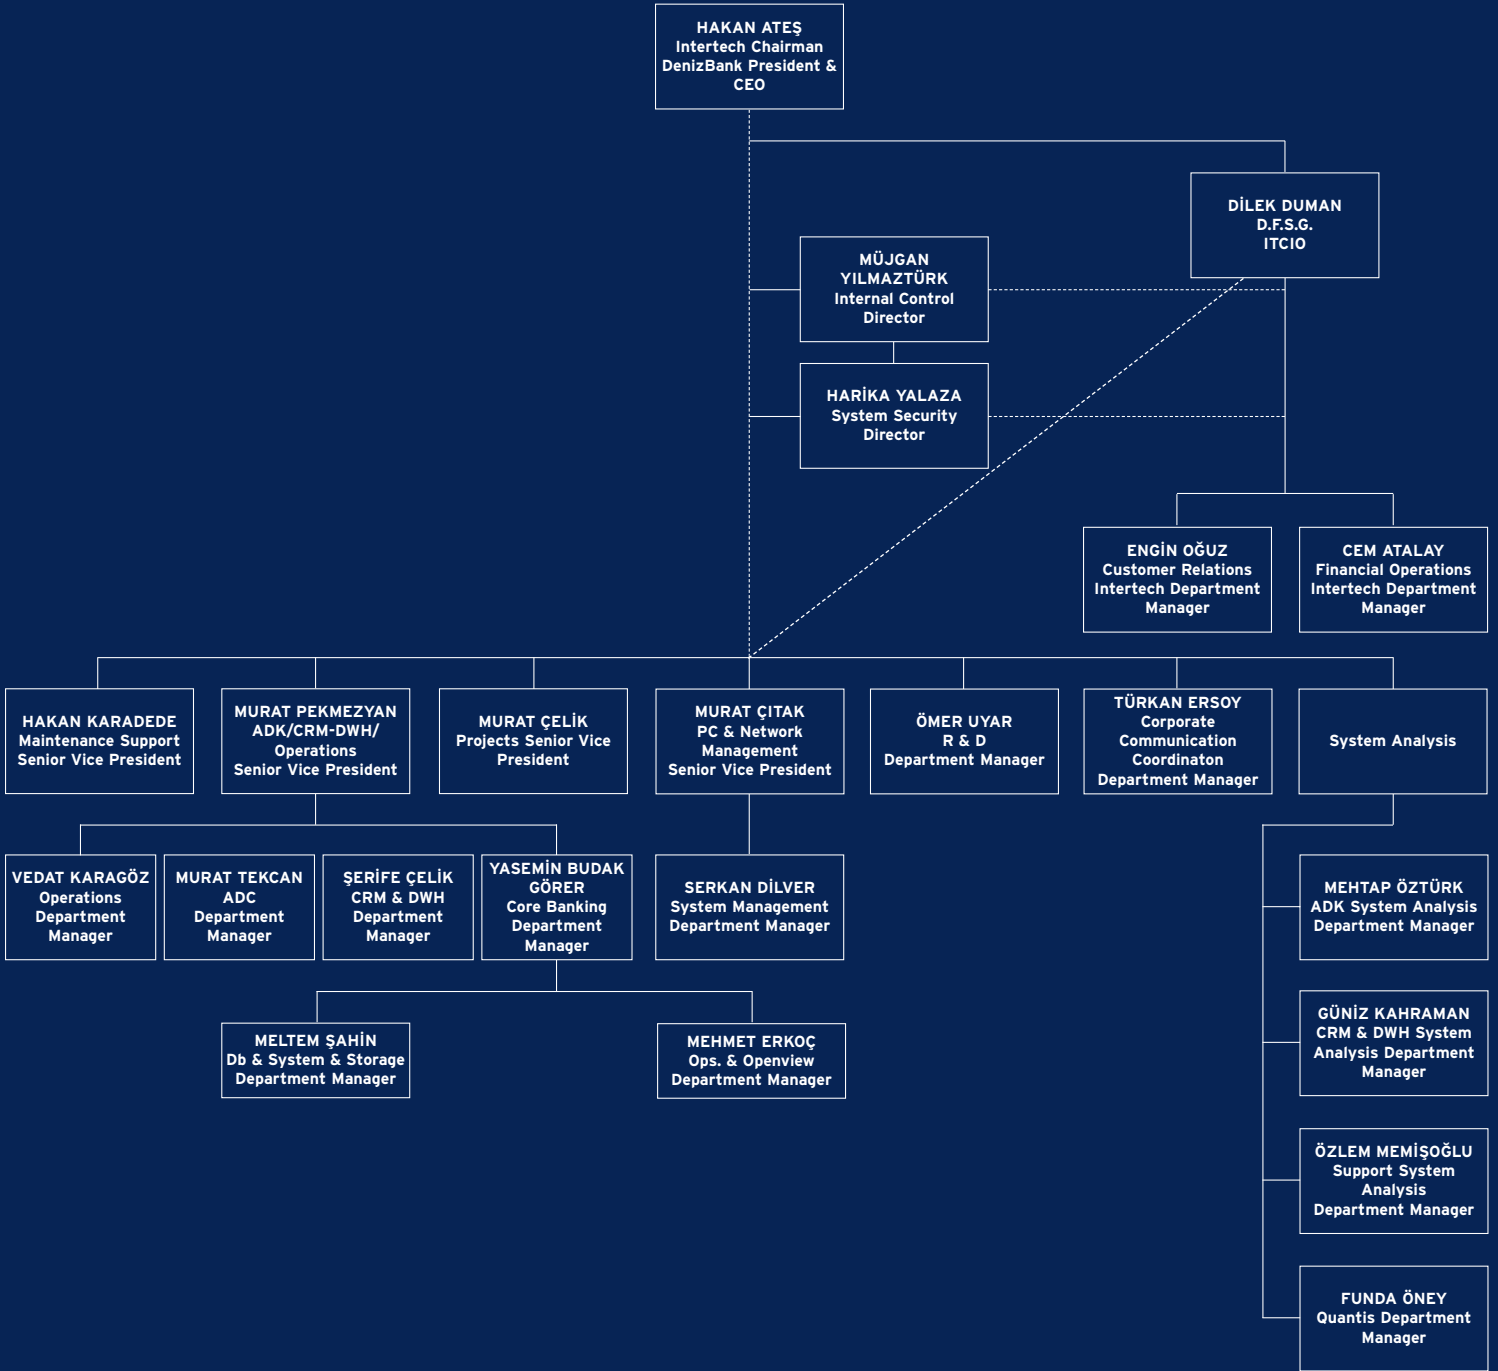 HAKAN ATEŞ
Intertech Chairman
DenizBank President &
CEO
DİLEK DUMAN
D.F.S.G.
ITCIO
MÜJGAN
YILMAZTÜRK
Internal Control
Director
HARİKA YALAZA
System Security
Director
ENGİN OĞUZ
Customer Relations
Intertech Department
Manager
CEM ATALAY
Financial Operations
Intertech Department
Manager
HAKAN KARADEDE
Maintenance Support
Senior Vice President
MURAT PEKMEZYAN
ADK/CRM-DWH/
Operations
Senior Vice President
MURAT ÇELİK
Projects Senior Vice
President
MURAT ÇITAK
PC & Network
Management
Senior Vice President
ÖMER UYAR
R & D
Department Manager
TÜRKAN ERSOY
Corporate
Communication
Coordinaton
Department Manager
System Analysis
VEDAT KARAGÖZ
Operations
Department
Manager
MURAT TEKCAN
ADC
Department
Manager
ŞERİFE ÇELİK
CRM & DWH
Department
Manager
YASEMİN BUDAK
GÖRER
Core Banking
Department
Manager
SERKAN DİLVER
System Management
Department Manager
MEHTAP ÖZTÜRK
ADK System Analysis
Department Manager
MELTEM ŞAHİN
Db & System & Storage
Department Manager
MEHMET ERKOÇ
Ops. & Openview
Department Manager
GÜNİZ KAHRAMAN
CRM & DWH System
Analysis Department
Manager
ÖZLEM MEMİŞOĞLU
Support System
Analysis
Department Manager
FUNDA ÖNEY
Quantis Department
Manager